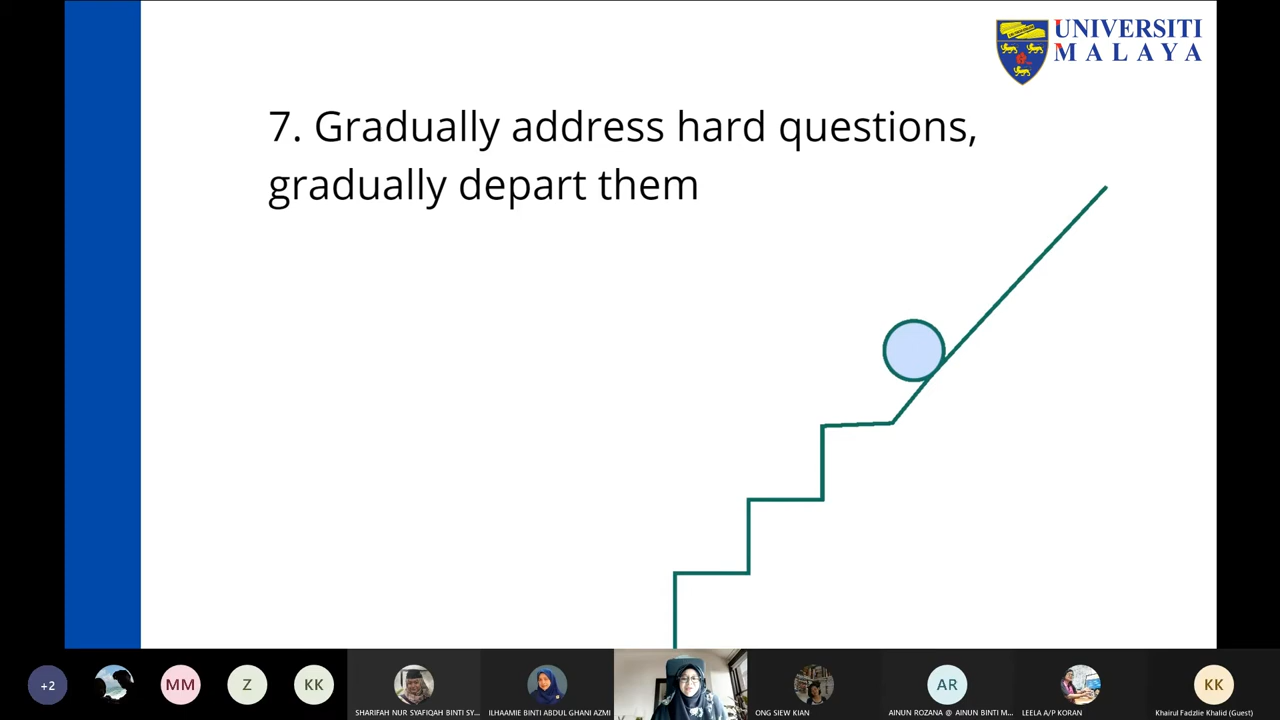 UNIVERSITI
MALAYA
7. Gradually address hard questions,
gradually depart them
+2
MM
Z
KK
SHARIFAH NUR SYAFIQAH BINTI SY...
ILHAAMIE BINTI ABDUL GHANI AZMI
ONG SIEW KIAN
AR
AINUN ROZANA @ AINUN BINTI M...
LEELA A/P KORAN
KK
Khairul Fadzlie Khalid (Guest)